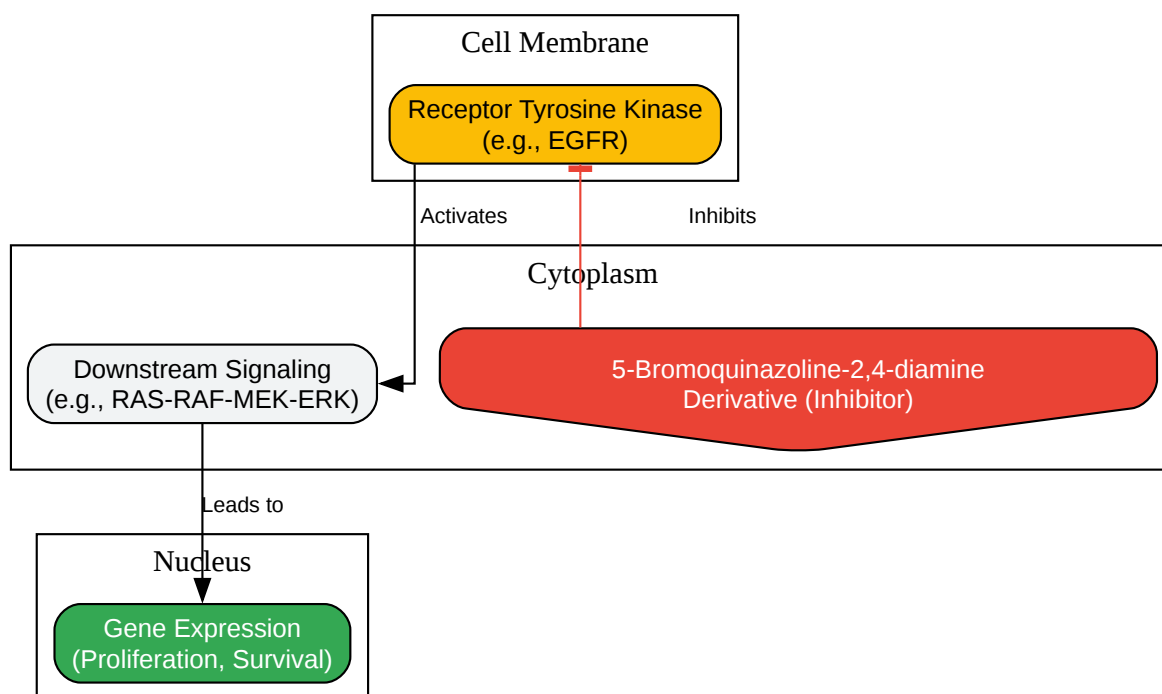 Cell Membrane
Receptor Tyrosine Kinase
(e.g., EGFR)
Activates
Inhibits
Cytoplasm
Downstream Signaling
(e.g., RAS-RAF-MEK-ERK)
5-Bromoquinazoline-2,4-diamine
Derivative (Inhibitor)
Leads to
Nucleus
Gene Expression
(Proliferation, Survival)